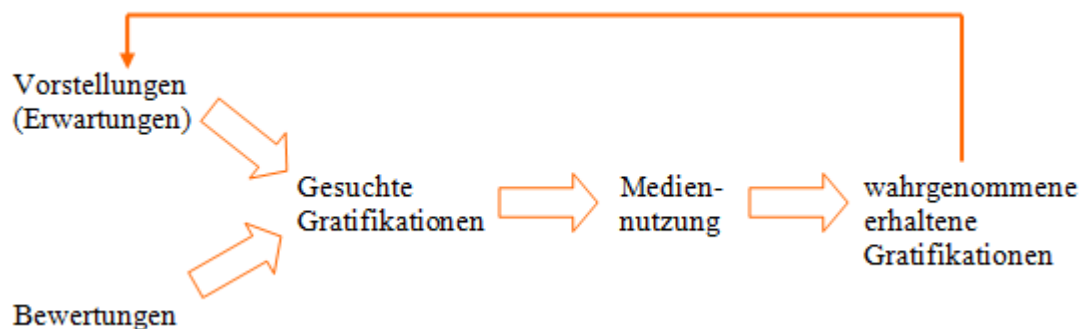 Vorstellungen
(Erwartungen)
Gesuchte
Gratifikationen
Medien-
nutzung
wahrgenommene
erhaltene
Gratifikationen
Bewertungen